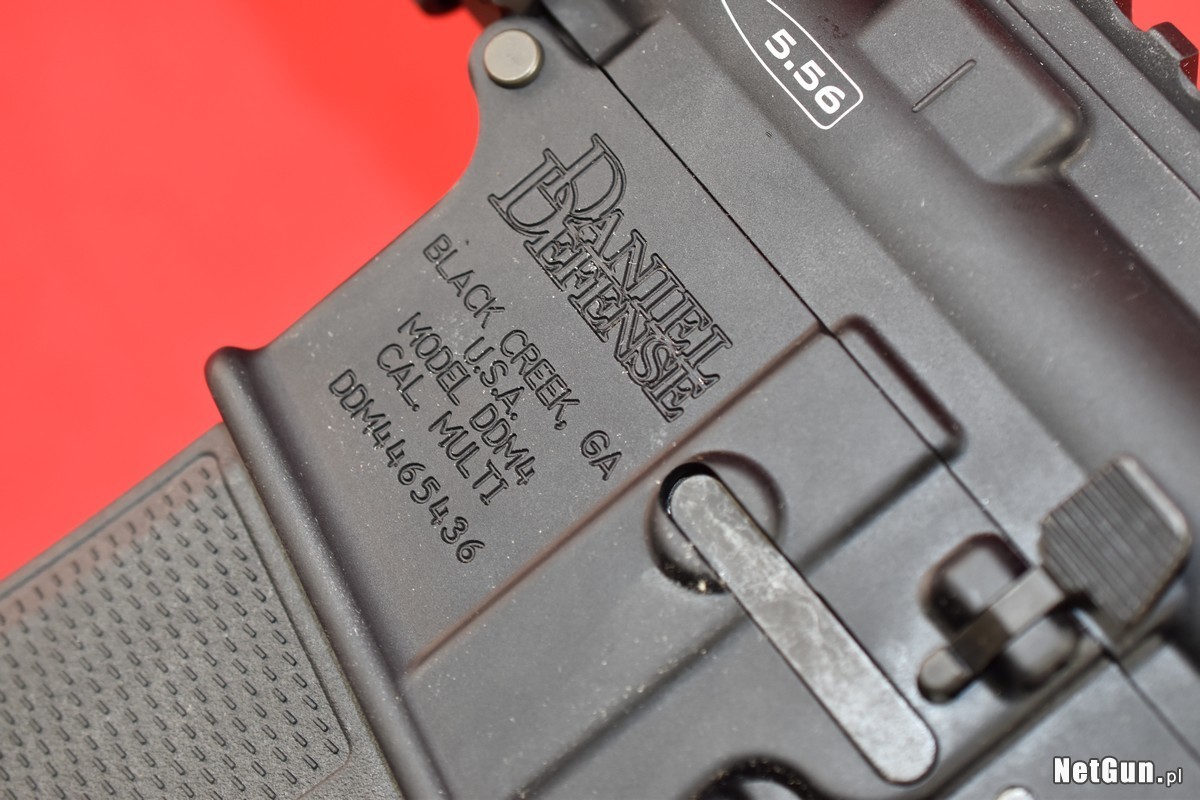 5.56
DANIEL
DEFENSE
BLACK CREEK, GA
U.S.A.
MODEL DDM4
CAL. MULTI
DDM4465436
NetGun.pl